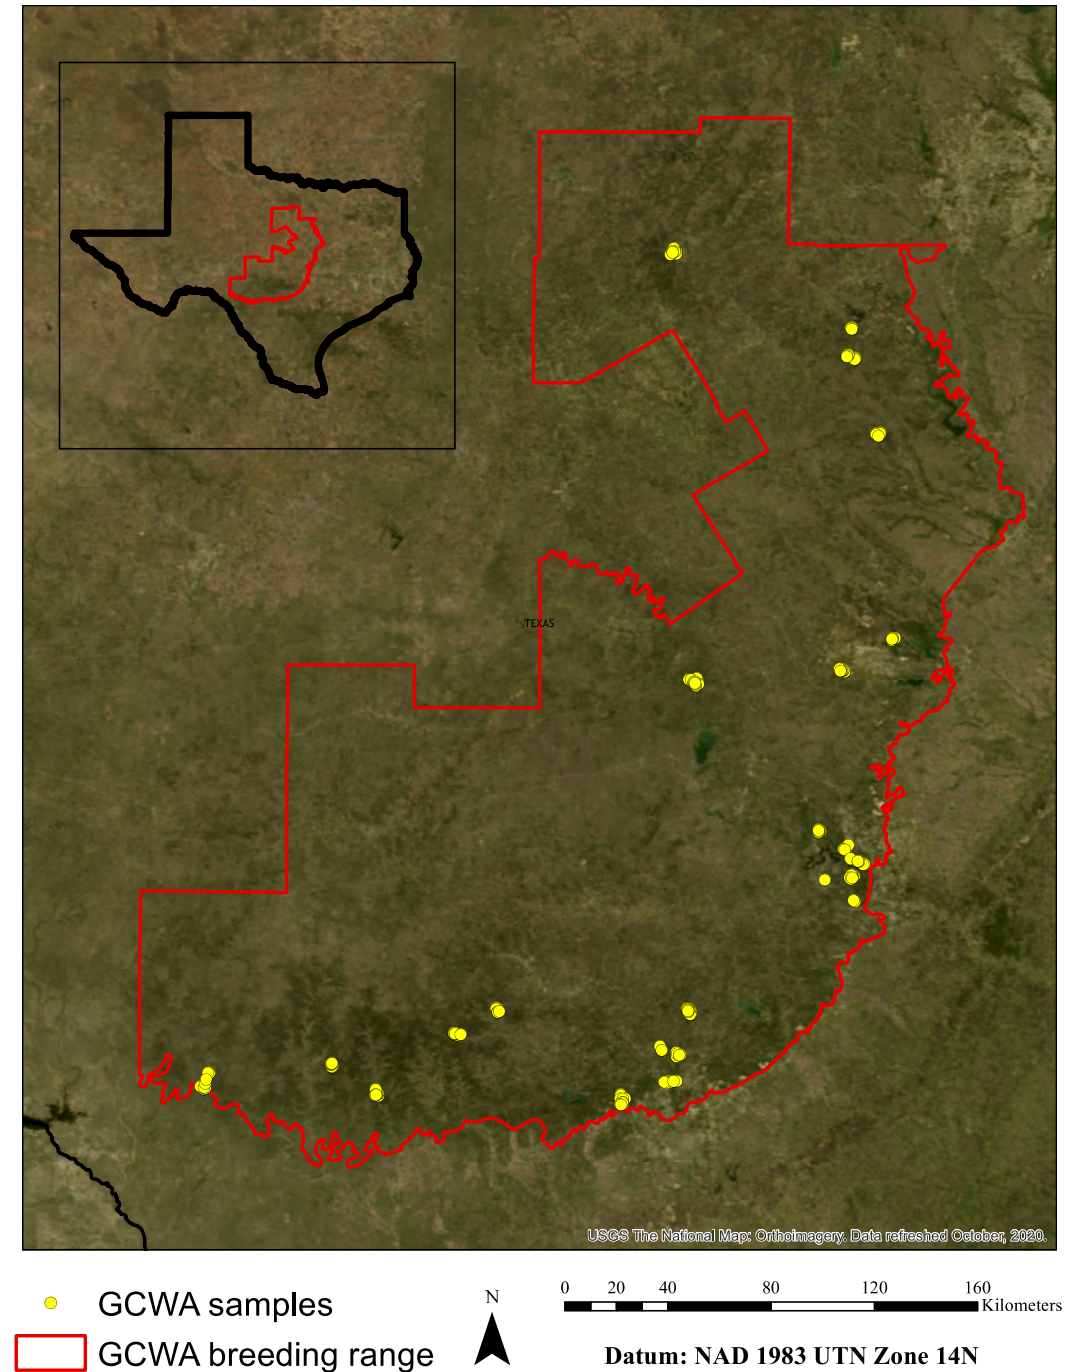 TEXAS
USGS The National Map: Orthoimagery. Data refreshed October, 2020.
GCWA samples
GCWA breeding range
N
0 20 40 80 120 160
Kilometers
Datum: NAD 1983 UTN Zone 14N